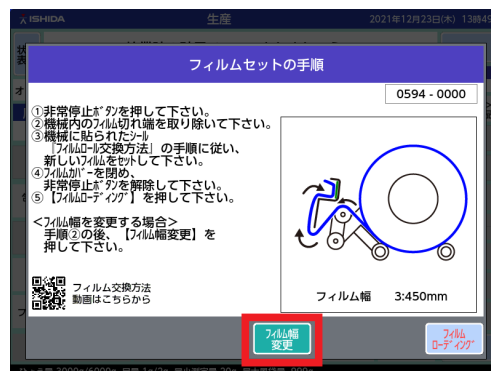 ISHIDA
生産
2021年12月23日(木) 13時49
フィルムセットの手順
0594 - 0000
①非常停止ﾎﾞﾀﾝを押して下さい。
②機械内のﾌｨﾙﾑ切れ端を取り除いて下さい。
③機械に貼られたｼｰﾙ
「ﾌｨﾙﾑﾛｰﾙ交換方法」の手順に従い、
新しいﾌｨﾙﾑをｾｯﾄして下さい。
④ﾌｨﾙﾑｶﾊﾞｰを閉め、
非常停止ﾎﾞﾀﾝを解除して下さい。
⑤【ﾌｨﾙﾑﾛｰﾃﾞｨﾝｸﾞ】を押して下さい。
<ﾌｨﾙﾑ幅を変更する場合>
手順②の後、【ﾌｨﾙﾑ幅変更】を
押して下さい。
フィルム交換方法
動画はこちらから
フィルム幅 3:450mm
ﾌｨﾙﾑ幅
変更
ﾌｨﾙﾑ
ﾛｰﾃﾞｨﾝｸﾞ